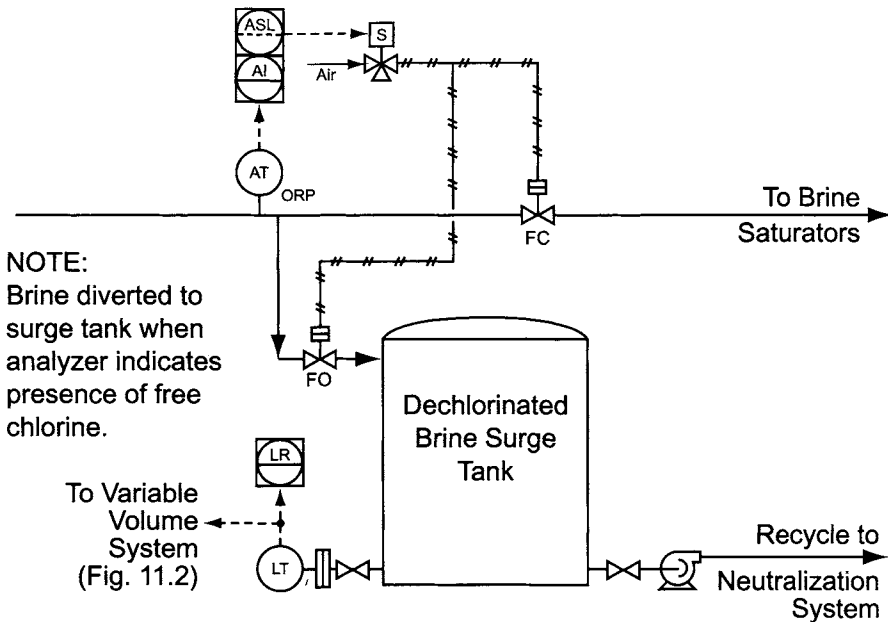 ASL
S
AI
Air
AT
ORP
To Brine
Saturators
FC
NOTE:
Brine diverted to
surge tank when
analyzer indicates
presence of free
chlorine.
FO
Dechlorinated
Brine Surge
Tank
LR
To Variable
Volume
System
(Fig. 11.2)
LT
Recycle to
Neutralization
System